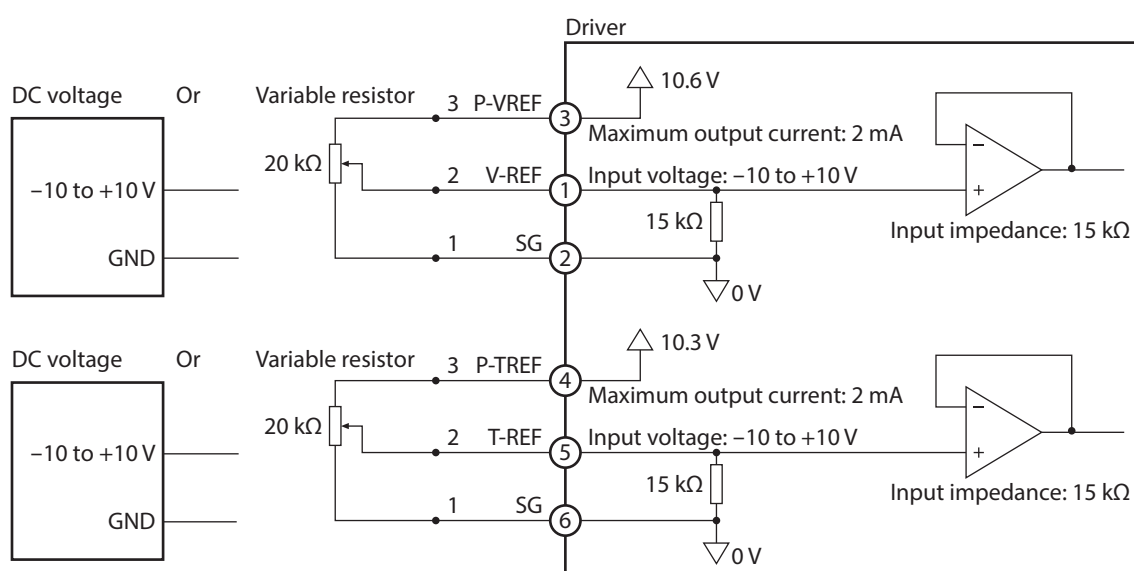 Driver
10.6 V
DC voltage Or Variable resistor 3 P-VREF 3
Maximum output current: 2 mA
–10 to +10 V 20 kΩ 2 V-REF 1 Input voltage: –10 to +10 V
15 kΩ
– +
Input impedance: 15 kΩ
GND 1 SG 2
0 V
10.3 V
DC voltage Or Variable resistor 3 P-TREF 4
Maximum output current: 2 mA
–10 to +10 V 20 kΩ 2 T-REF 5 Input voltage: –10 to +10 V
15 kΩ
– +
Input impedance: 15 kΩ
GND 1 SG 6
0 V